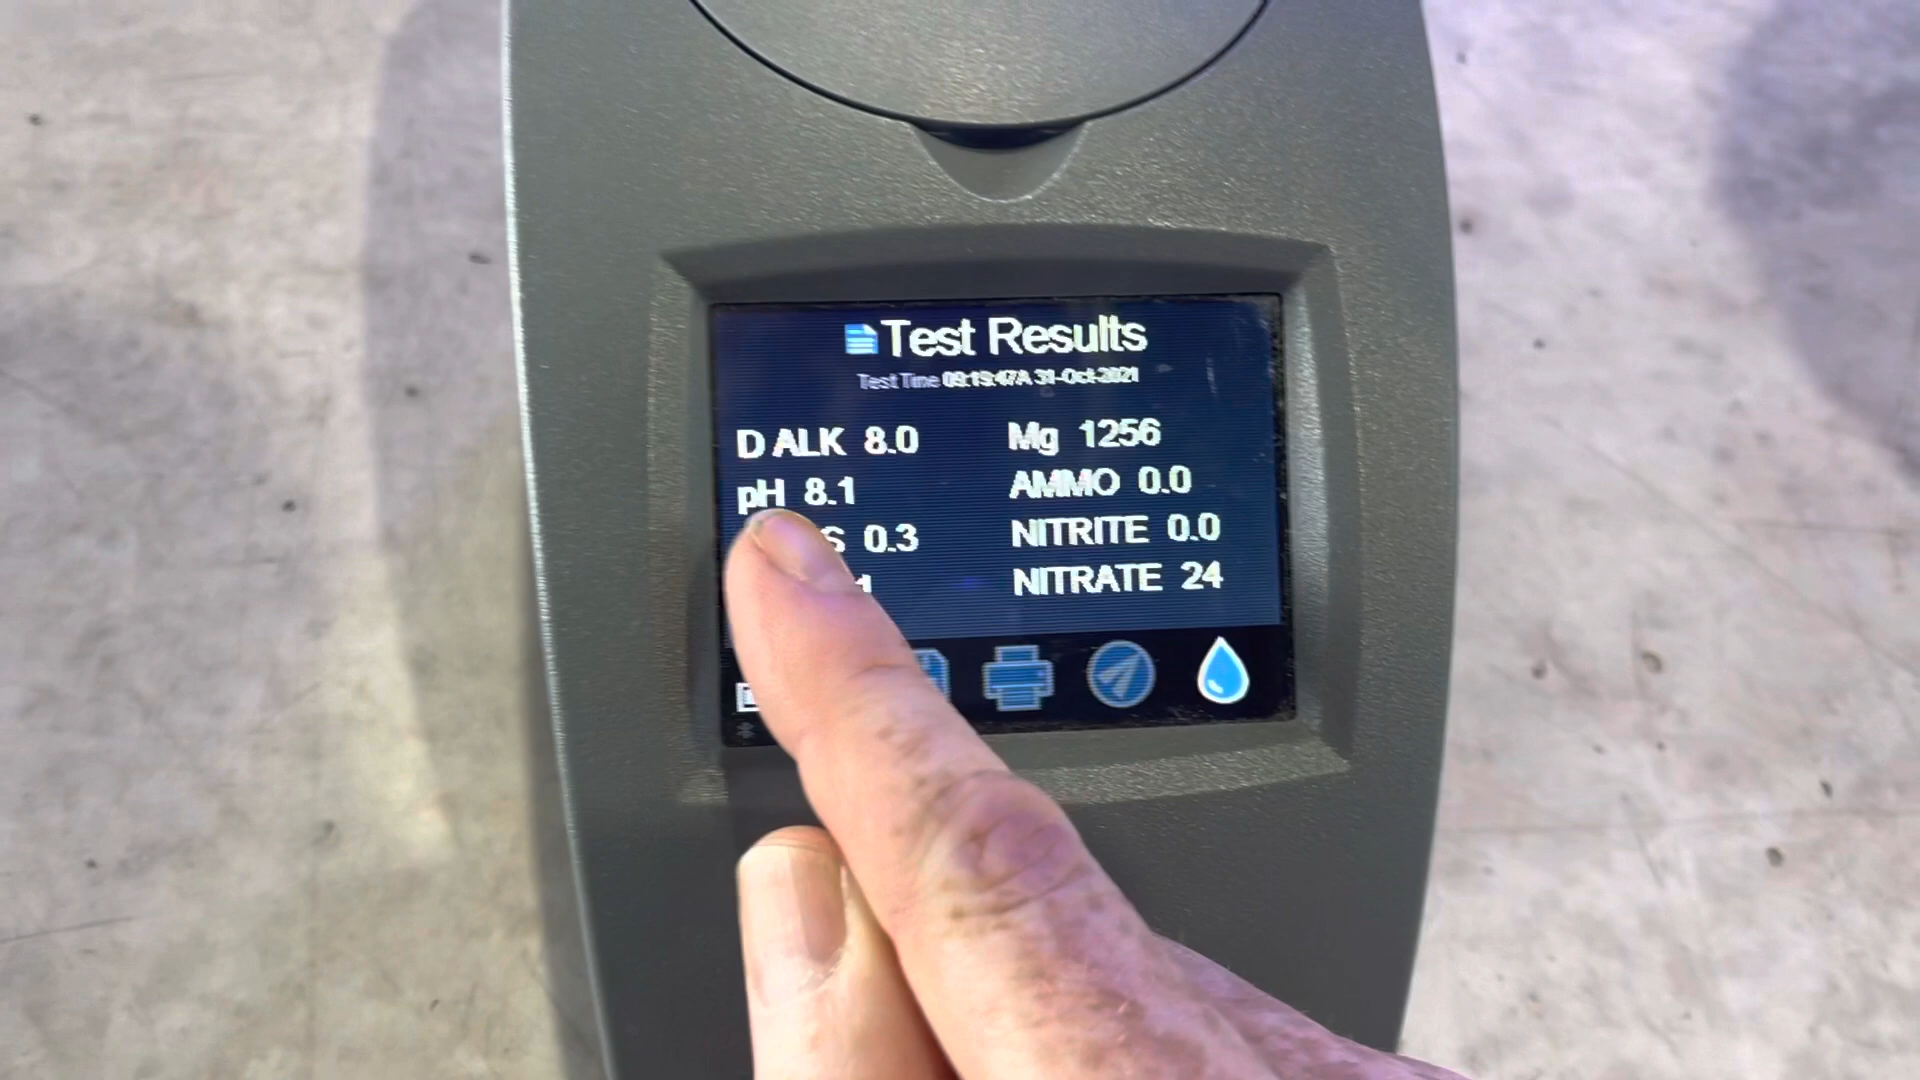 Test Results
Test Time 09:19:47A 31-Oct-2021
D ALK 8.0
pH 8.1
S 0.3
1
Mg 1256
AMMO 0.0
NITRITE 0.0
NITRATE 24